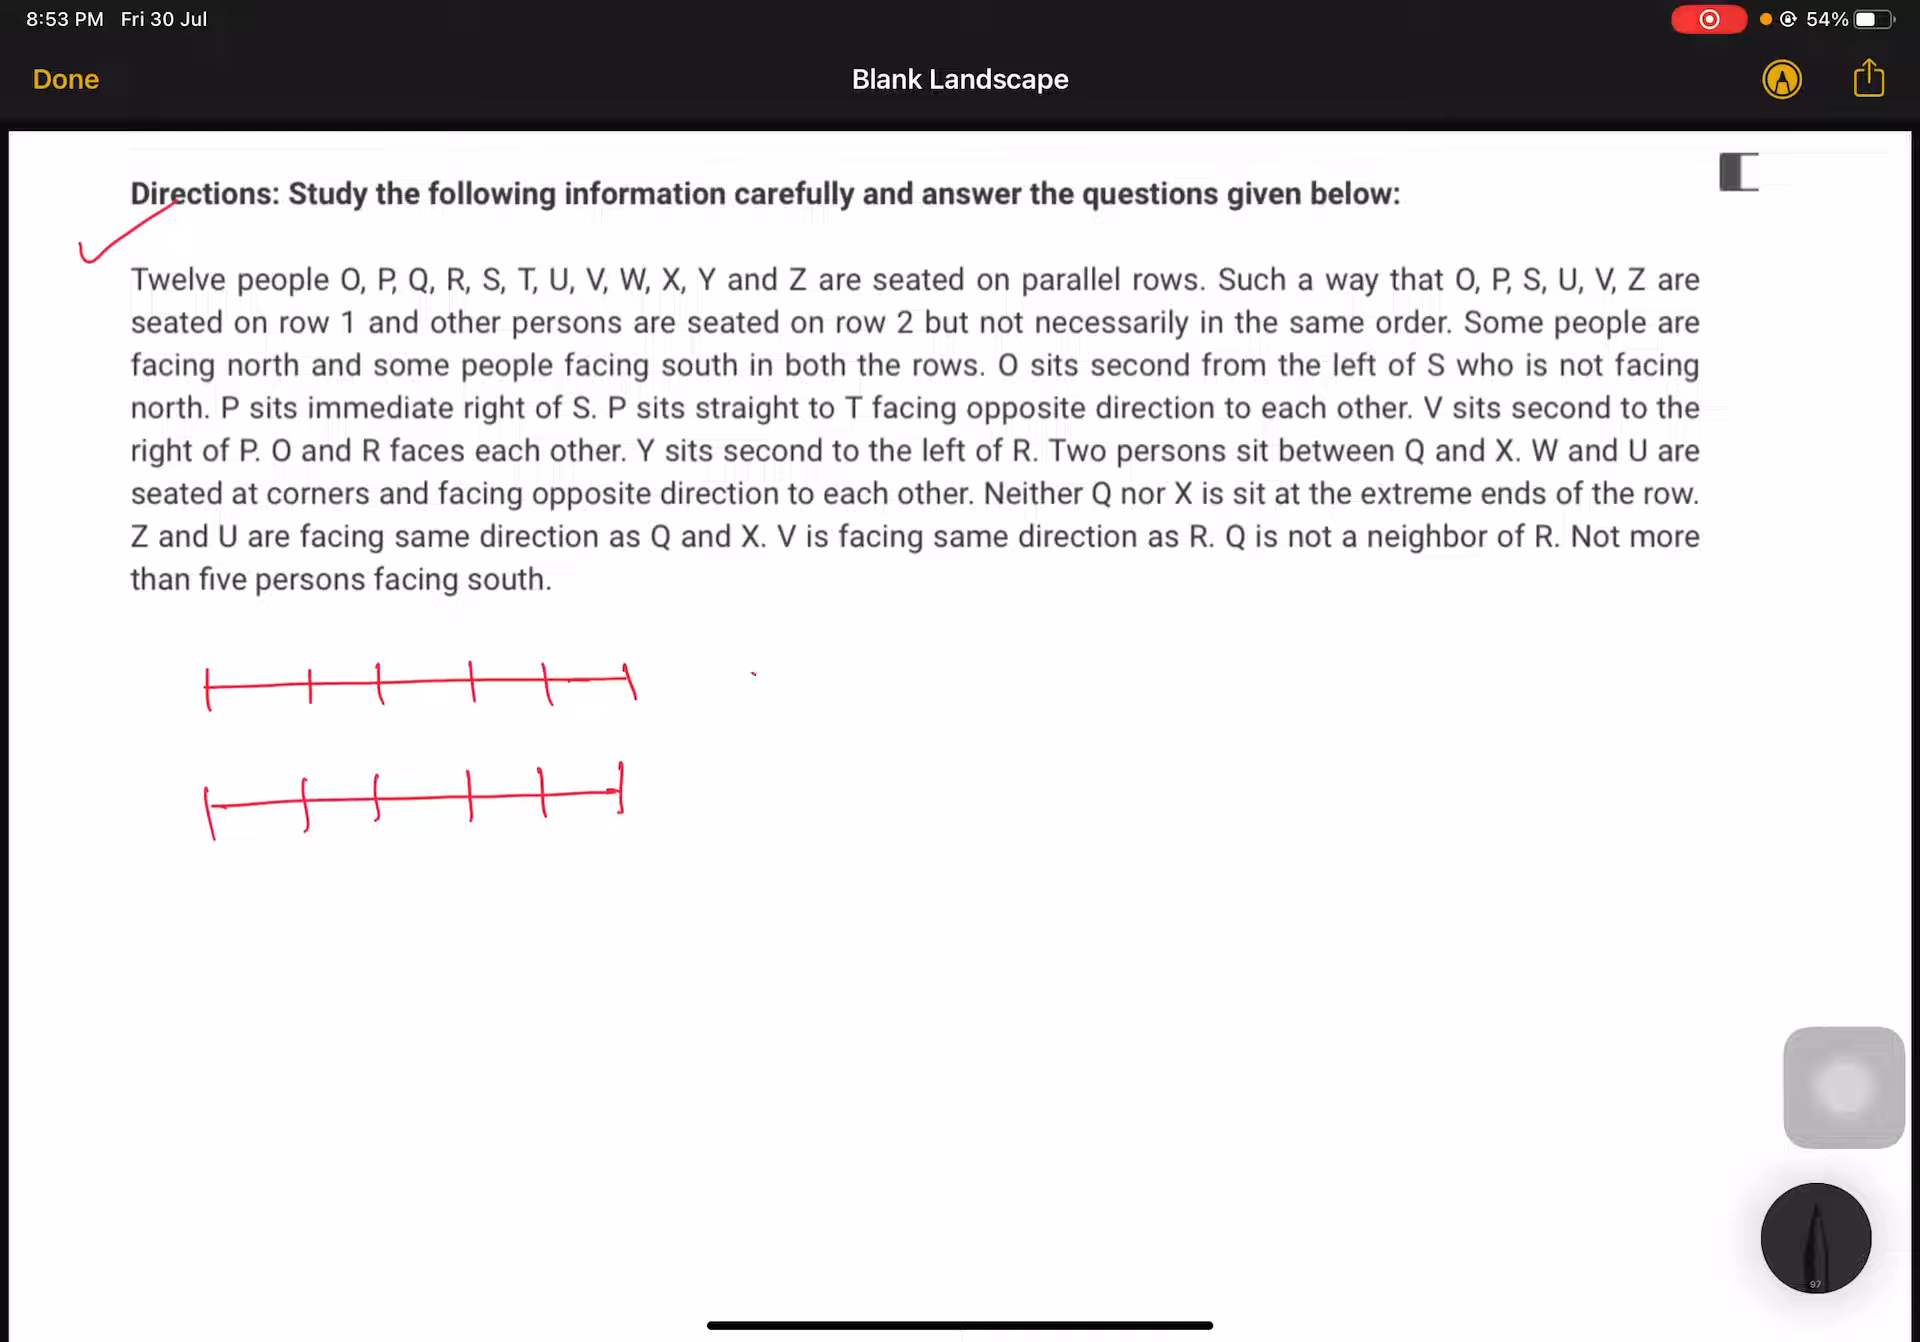 8:53 PM Fri 30 Jul
54%
Done
Blank Landscape
Directions: Study the following information carefully and answer the questions given below:
Twelve people O, P, Q, R, S, T, U, V, W, X, Y and Z are seated on parallel rows. Such a way that O, P, S, U, V, Z are
seated on row 1 and other persons are seated on row 2 but not necessarily in the same order. Some people are
facing north and some people facing south in both the rows. O sits second from the left of S who is not facing
north. P sits immediate right of S. P sits straight to T facing opposite direction to each other. V sits second to the
right of P. O and R faces each other. Y sits second to the left of R. Two persons sit between Q and X. W and U are
seated at corners and facing opposite direction to each other. Neither Q nor X is sit at the extreme ends of the row.
Z and U are facing same direction as Q and X. V is facing same direction as R. Q is not a neighbor of R. Not more
than five persons facing south.
97